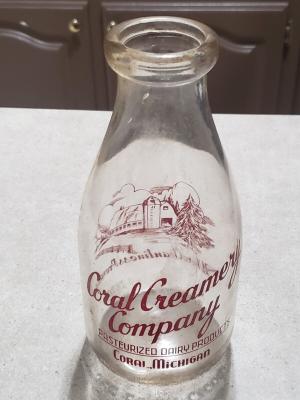 Coral Creamery
Company
PASTEURIZED DAIRY PRODUCTS
CORAL, MICHIGAN